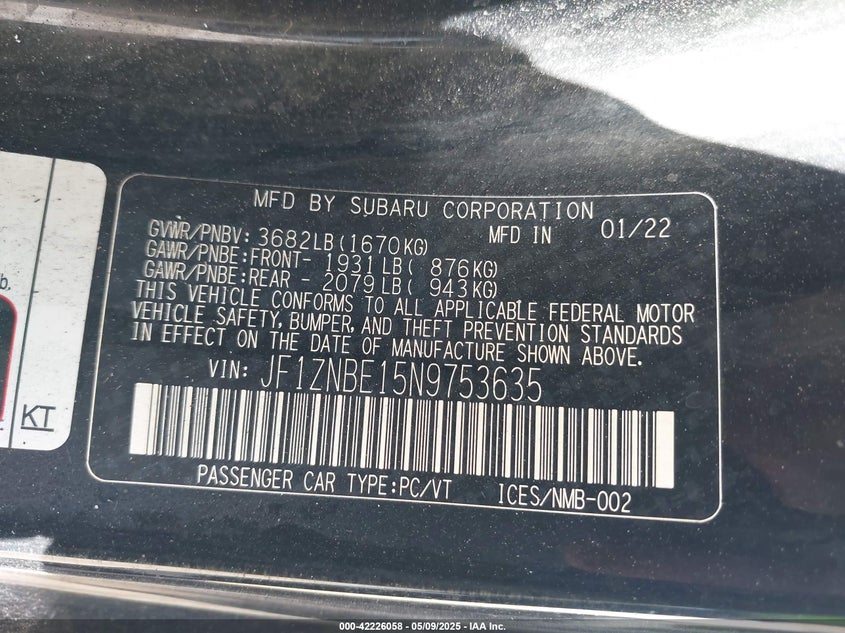 MFD BY SUBARU CORPORATION
GVWR/PNBV: 3682LB(1670KG) MFD IN 01/22
GAWR/PNBE:FRONT- 1931LB( 876KG)
GAWR/PNBE:REAR - 2079LB( 943KG)
THIS VEHICLE CONFORMS TO ALL APPLICABLE FEDERAL MOTOR
VEHICLE SAFETY, BUMPER, AND THEFT PREVENTION STANDARDS
IN EFFECT ON THE DATE OF MANUFACTURE SHOWN ABOVE.
VIN: JF1ZNBE15N9753635
PASSENGER CAR TYPE:PC/VT ICES/NMB-002
b.
KT
000-42226058 - 05/09/2025 - IAA Inc.